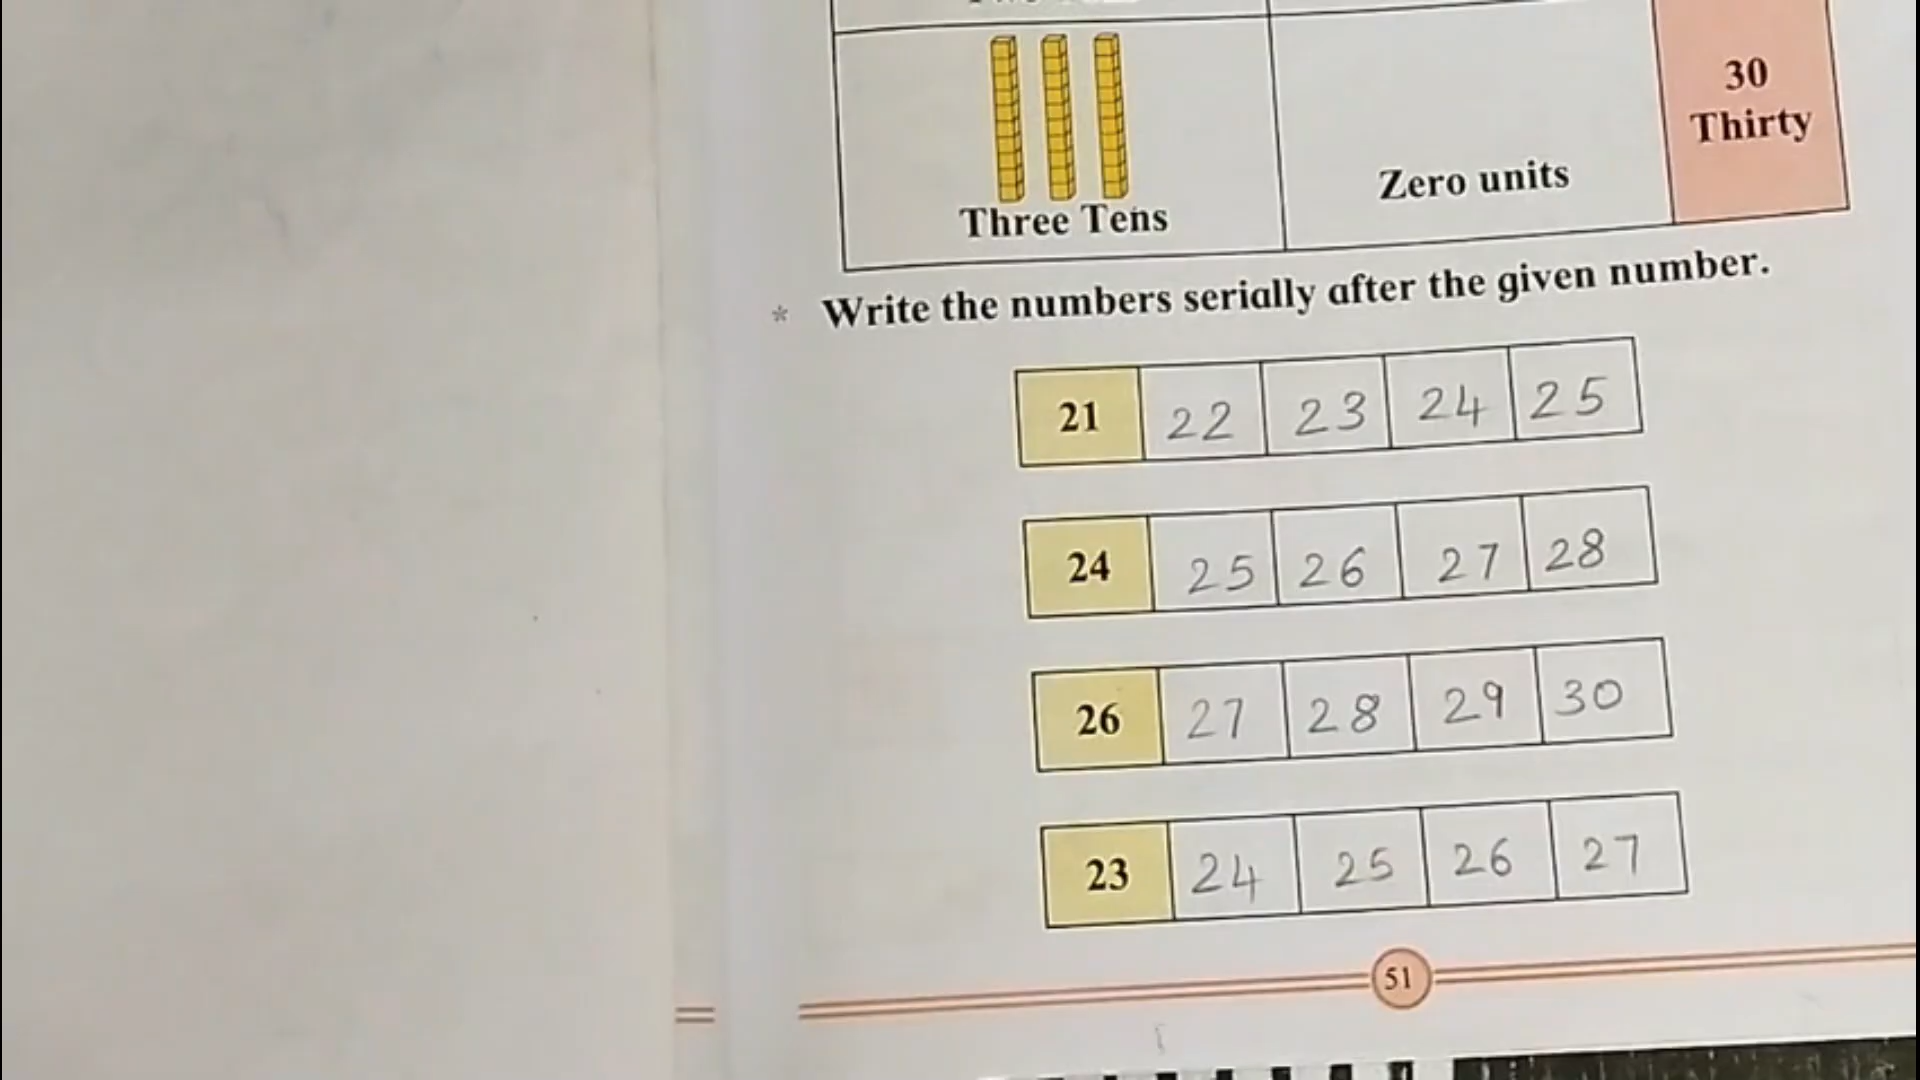 30
Thirty
Zero units
Three Tens
* Write the numbers serially after the given number.
21 22 23 24 25
24 25 26 27 28
26 27 28 29 30
23 24 25 26 27
51